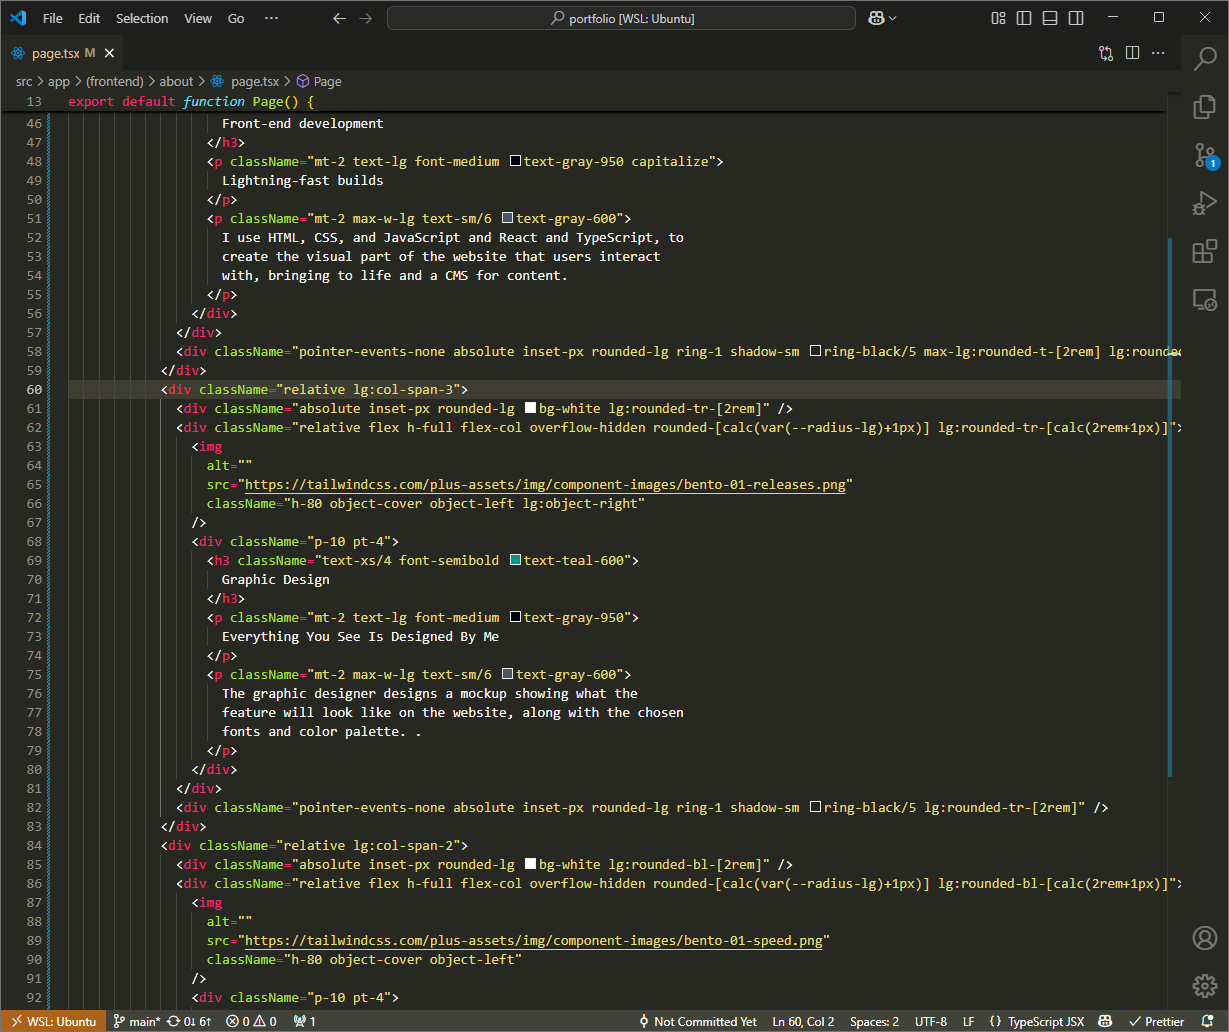 File Edit Selection View Go ··· portfolio [WSL: Ubuntu]
page.tsx M
src > app > (frontend) > about > page.tsx > Page
13 export default function Page() {
46 Front-end development
47 </h3>
48 <p className="mt-2 text-lg font-medium text-gray-950 capitalize">
49 Lightning-fast builds
50 </p>
51 <p className="mt-2 max-w-lg text-sm/6 text-gray-600">
52 I use HTML, CSS, and JavaScript and React and TypeScript, to
53 create the visual part of the website that users interact
54 with, bringing to life and a CMS for content.
55 </p>
56 </div>
57 </div>
58 <div className="pointer-events-none absolute inset-px rounded-lg ring-1 shadow-sm ring-black/5 max-lg:rounded-t-[2rem] lg:rounded
59 </div>
60 <div className="relative lg:col-span-3">
61 <div className="absolute inset-px rounded-lg bg-white lg:rounded-tr-[2rem]" />
62 <div className="relative flex h-full flex-col overflow-hidden rounded-[calc(var(--radius-lg)+1px)] lg:rounded-tr-[calc(2rem+1px)]">
63 <img
64 alt=""
65 src="https://tailwindcss.com/plus-assets/img/component-images/bento-01-releases.png"
66 className="h-80 object-cover object-left lg:object-right"
67 />
68 <div className="p-10 pt-4">
69 <h3 className="text-xs/4 font-semibold text-teal-600">
70 Graphic Design
71 </h3>
72 <p className="mt-2 text-lg font-medium text-gray-950">
73 Everything You See Is Designed By Me
74 </p>
75 <p className="mt-2 max-w-lg text-sm/6 text-gray-600">
76 The graphic designer designs a mockup showing what the
77 feature will look like on the website, along with the chosen
78 fonts and color palette. .
79 </p>
80 </div>
81 </div>
82 <div className="pointer-events-none absolute inset-px rounded-lg ring-1 shadow-sm ring-black/5 lg:rounded-tr-[2rem]" />
83 </div>
84 <div className="relative lg:col-span-2">
85 <div className="absolute inset-px rounded-lg bg-white lg:rounded-bl-[2rem]" />
86 <div className="relative flex h-full flex-col overflow-hidden rounded-[calc(var(--radius-lg)+1px)] lg:rounded-bl-[calc(2rem+1px)]">
87 <img
88 alt=""
89 src="https://tailwindcss.com/plus-assets/img/component-images/bento-01-speed.png"
90 className="h-80 object-cover object-left"
91 />
92 <div className="p-10 pt-4">
1
WSL: Ubuntu main* 0↓ 6↑ 0 0 1 Not Committed Yet Ln 60, Col 2 Spaces: 2 UTF-8 LF {} TypeScript JSX Prettier